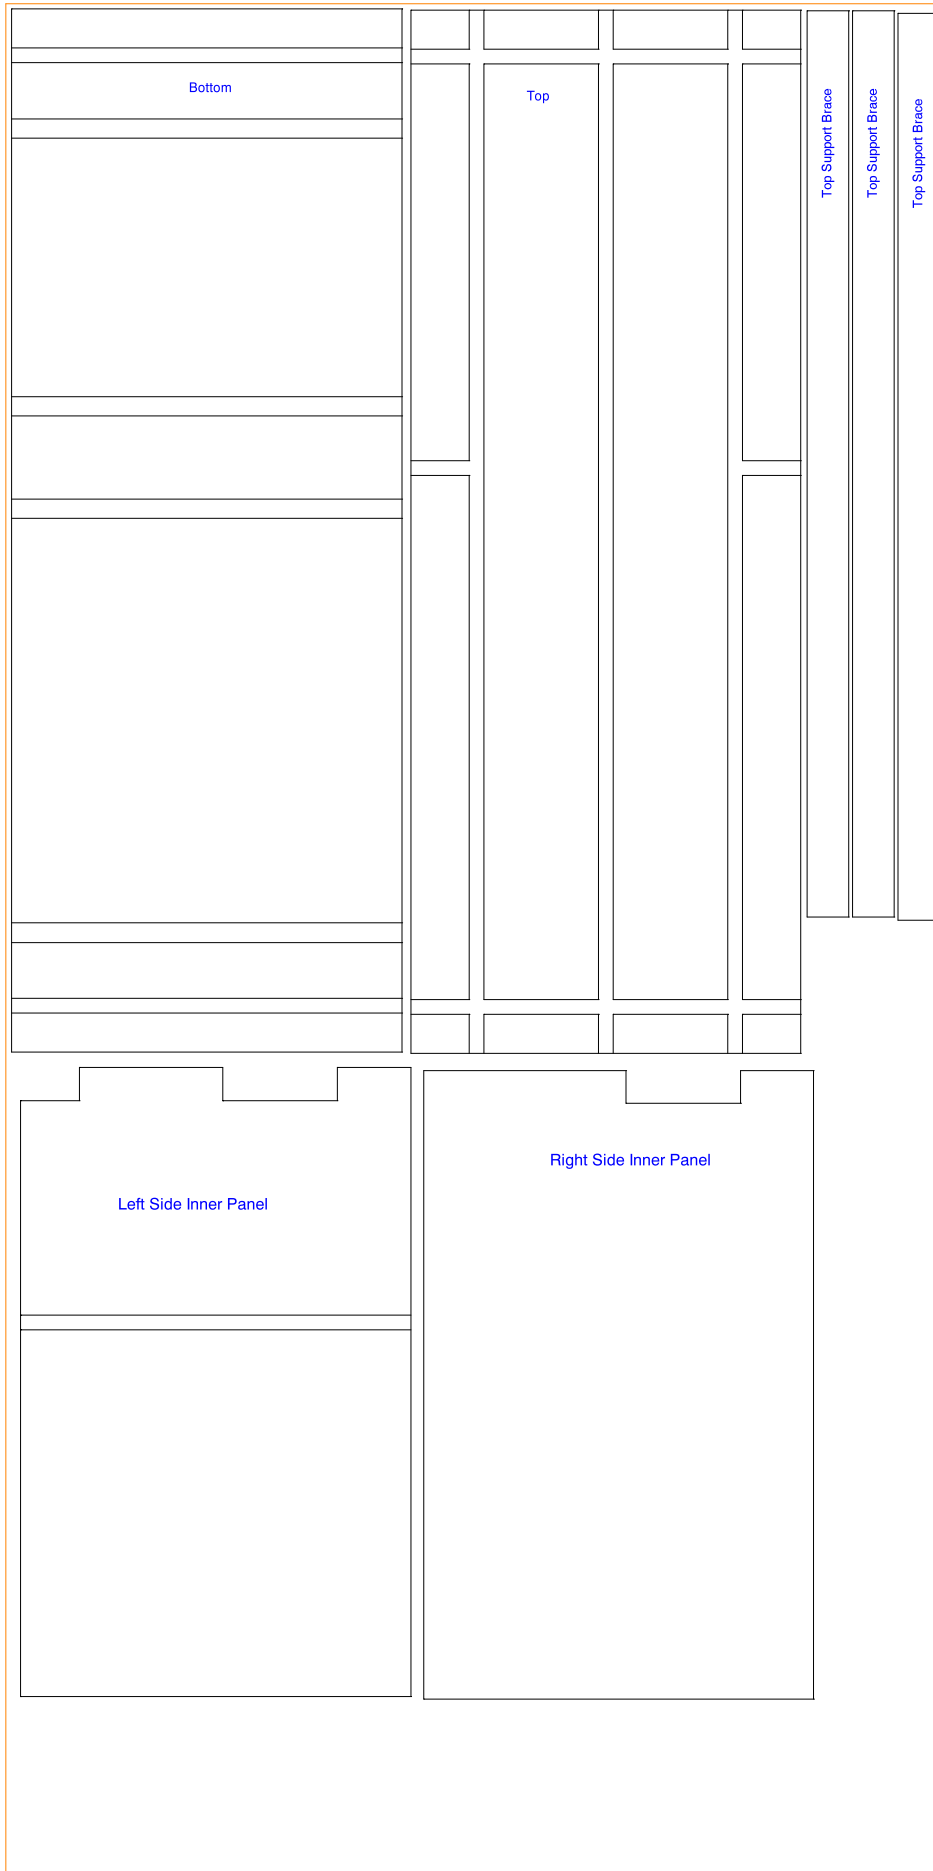 Bottom
Top
Top Support Brace
Top Support Brace
Top Support Brace
Left Side Inner Panel
Right Side Inner Panel